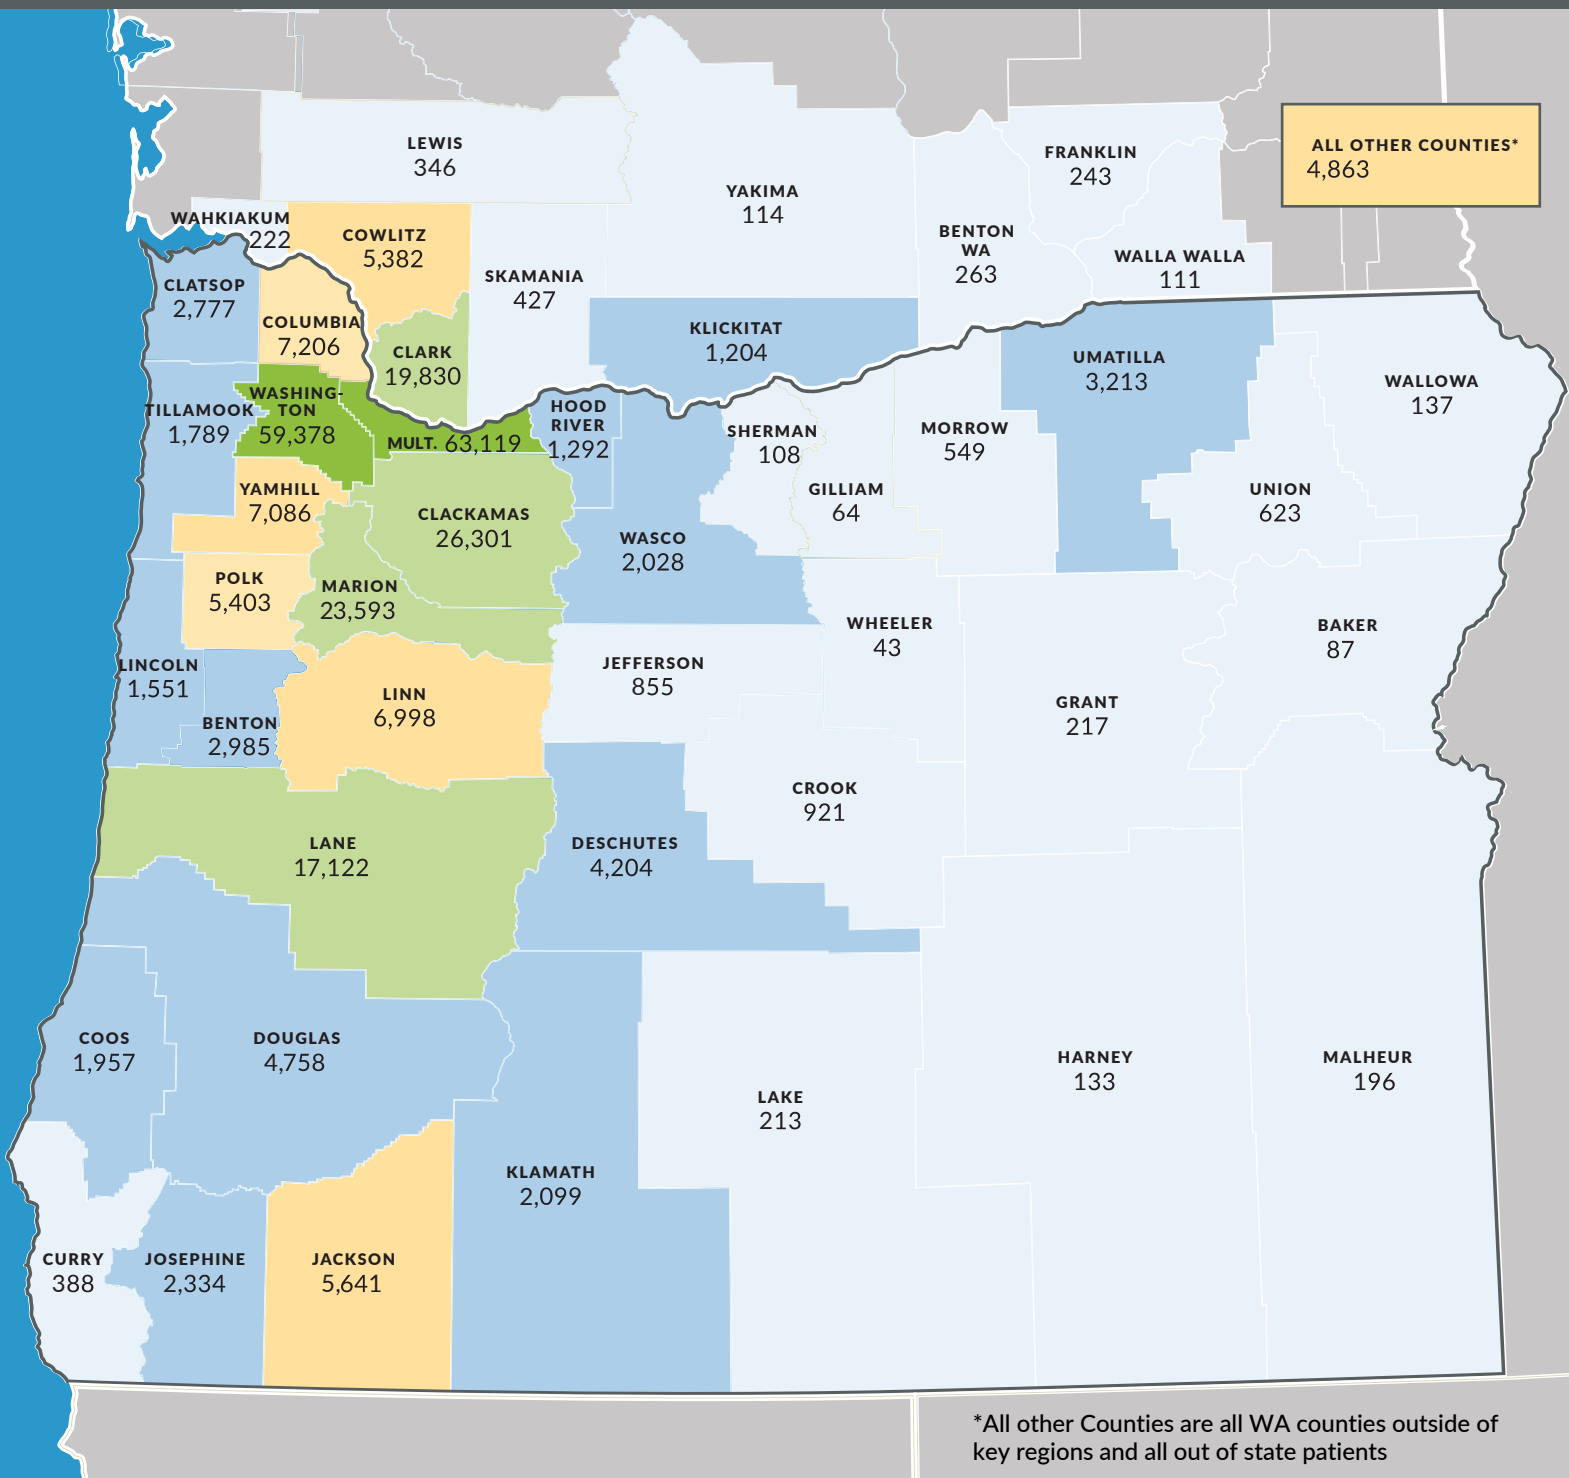 LEWIS
346
FRANKLIN
243
ALL OTHER COUNTIES*
4,863
YAKIMA
114
WAHKIAKUM
222
COWLITZ
5,382
BENTON
WA
263
WALLA WALLA
111
SKAMANIA
427
CLATSOP
2,777
COLUMBIA
7,206
KLICKITAT
1,204
CLARK
19,830
UMATILLA
3,213
WALLOWA
137
WASHING-
TON
59,378
TILLAMOOK
1,789
MULT. 63,119
HOOD
RIVER
1,292
SHERMAN
108
MORROW
549
GILLIAM
64
UNION
623
YAMHILL
7,086
CLACKAMAS
26,301
WASCO
2,028
POLK
5,403
MARION
23,593
WHEELER
43
BAKER
87
LINCOLN
1,551
JEFFERSON
855
LINN
6,998
GRANT
217
BENTON
2,985
CROOK
921
LANE
17,122
DESCHUTES
4,204
COOS
1,957
DOUGLAS
4,758
HARNEY
133
MALHEUR
196
LAKE
213
KLAMATH
2,099
CURRY
388
JOSEPHINE
2,334
JACKSON
5,641
*All other Counties are all WA counties outside of
key regions and all out of state patients